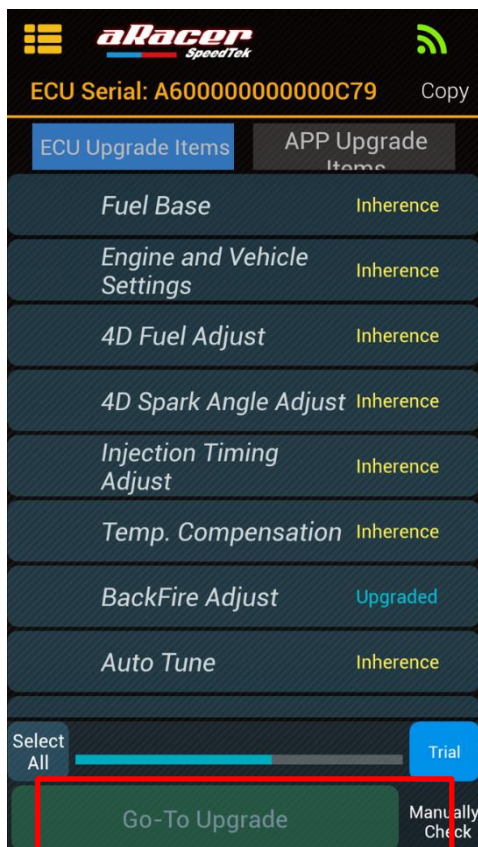 aRacer
SpeedTek
ECU Serial: A600000000000C79 Copy
ECU Upgrade Items
APP Upgrade
Items
Fuel Base Inherence
Engine and Vehicle
Settings
Inherence
4D Fuel Adjust Inherence
4D Spark Angle Adjust Inherence
Injection Timing
Adjust
Inherence
Temp. Compensation Inherence
BackFire Adjust Upgraded
Auto Tune Inherence
Select
All
Trial
Go-To Upgrade
Manually
Check